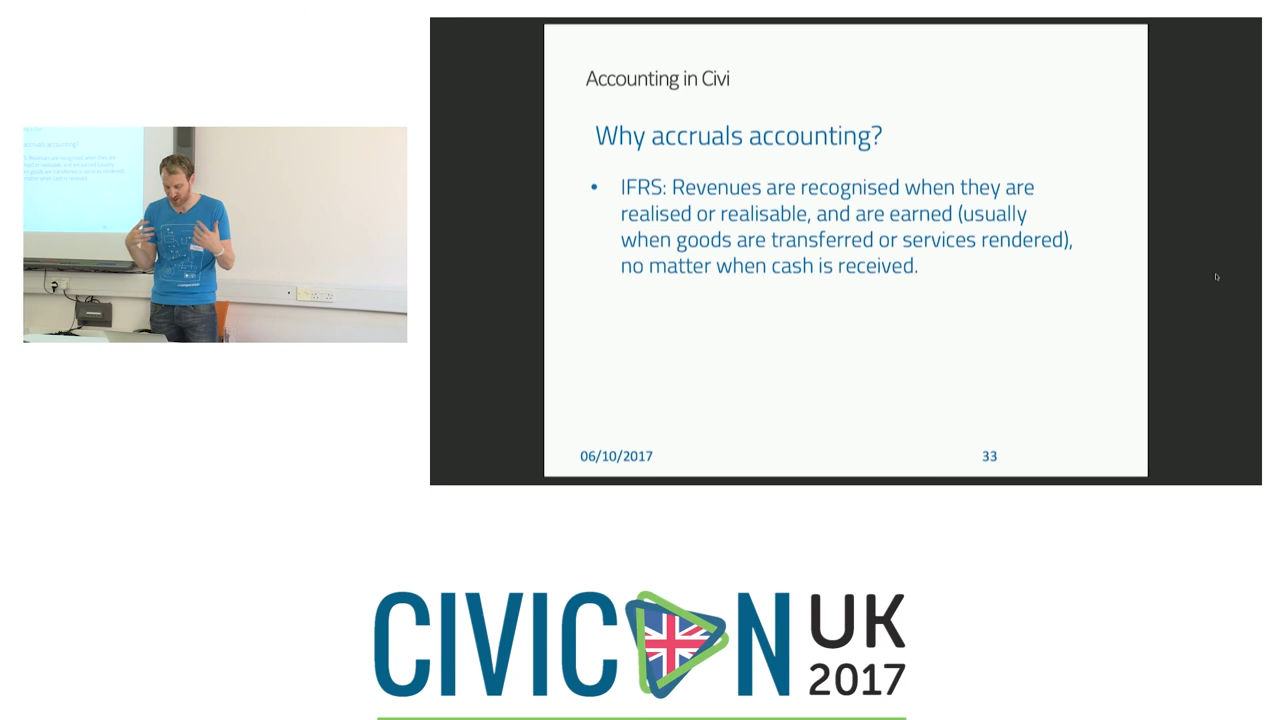 Accounting in Civi
Why accruals accounting?
• IFRS: Revenues are recognised when they are
realised or realisable, and are earned (usually
when goods are transferred or services rendered),
no matter when cash is received.
06/10/2017
33
CIVICON UK
2017